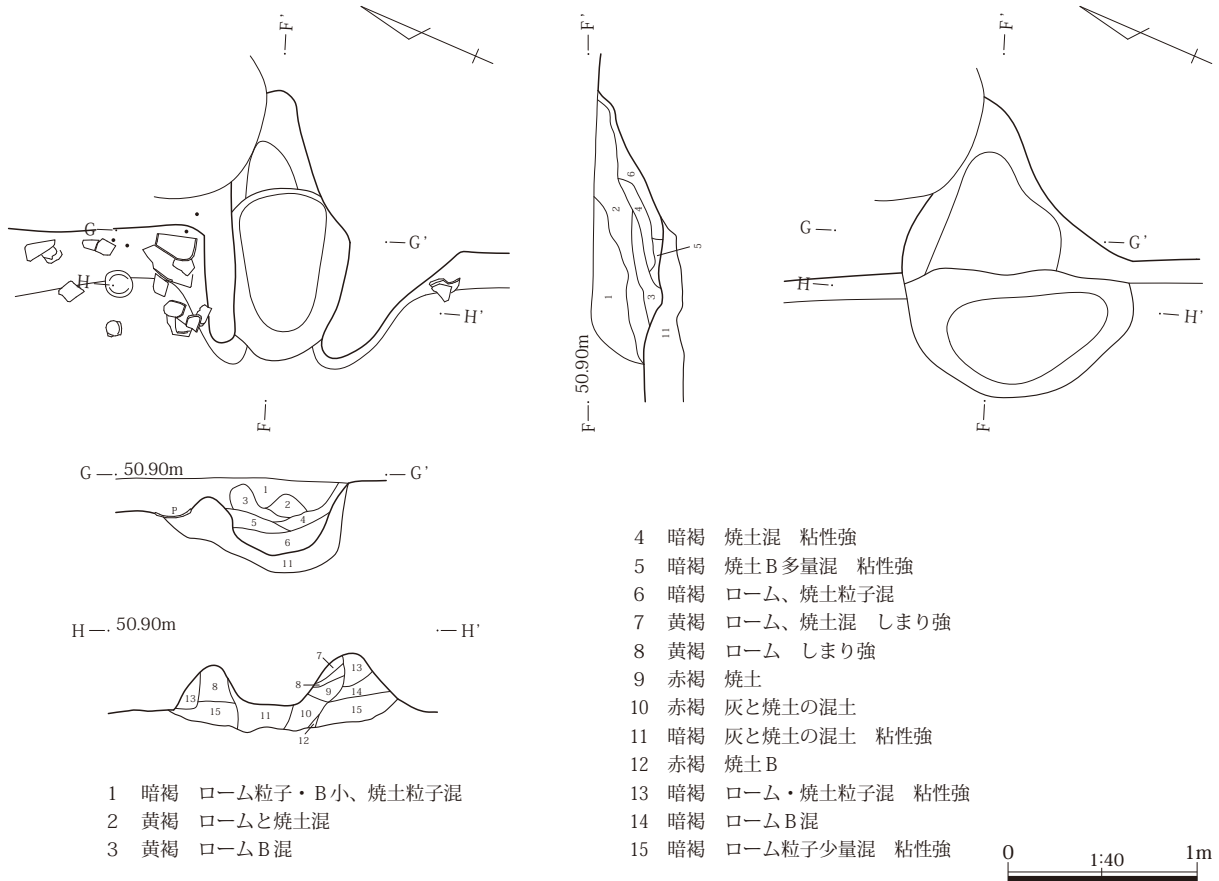 F'
F'
F'
G
G'
H
H'
F
6
2
4
5
1
3
11
50.90m
F
G
G'
H
H'
F
G 50.90m G'
1
3
2
P
5
4
6
11
H 50.90m H'
7
13
8
8
9
14
13
15
11
10
15
12
1 暗褐 ローム粒子・B小、焼土粒子混
2 黄褐 ロームと焼土混
3 黄褐 ロームB混
4 暗褐 焼土混 粘性強
5 暗褐 焼土B多量混 粘性強
6 暗褐 ローム、焼土粒子混
7 黄褐 ローム、焼土混 しまり強
8 黄褐 ローム しまり強
9 赤褐 焼土
10 赤褐 灰と焼土の混土
11 暗褐 灰と焼土の混土 粘性強
12 赤褐 焼土B
13 暗褐 ローム・焼土粒子混 粘性強
14 暗褐 ロームB混
15 暗褐 ローム粒子少量混 粘性強
0 1:40 1m